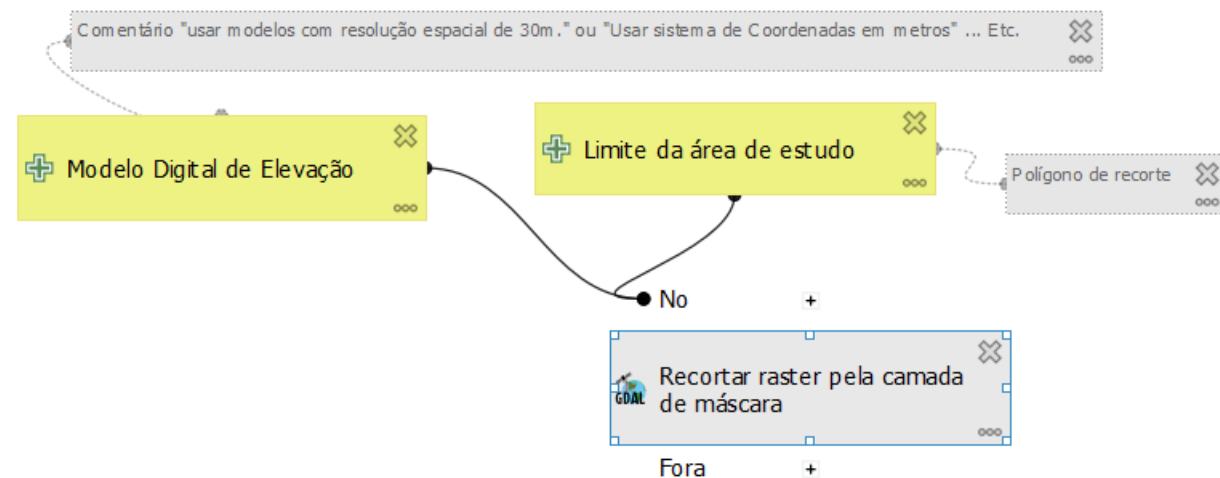 Comentário "usar modelos com resolução espacial de 30m." ou "Usar sistema de Coordenadas em metros" ... Etc.
Modelo Digital de Elevação
Limite da área de estudo
Polígono de recorte
No
Recortar raster pela camada
de máscara
GDAL
Fora